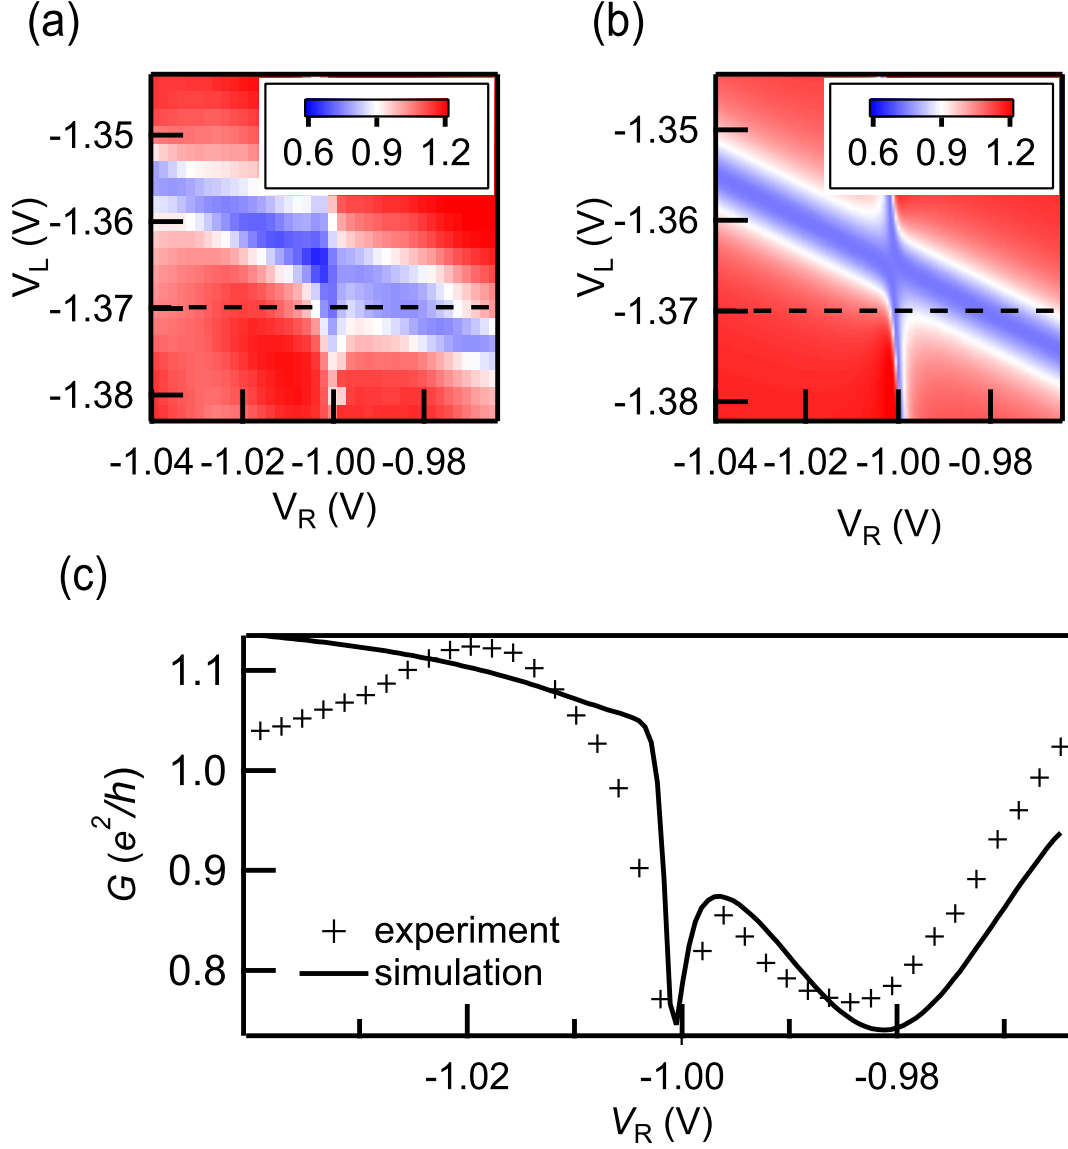 (a)
(b)
0.6 0.9 1.2
0.6 0.9 1.2
-1.35
-1.36
-1.37
-1.38
V_L (V)
-1.35
-1.36
-1.37
-1.38
V_L (V)
-1.04 -1.02 -1.00 -0.98
V_R (V)
-1.04 -1.02 -1.00 -0.98
V_R (V)
(c)
1.1
1.0
0.9
0.8
G (e²/h)
experiment
simulation
-1.02 -1.00 -0.98
V_R (V)